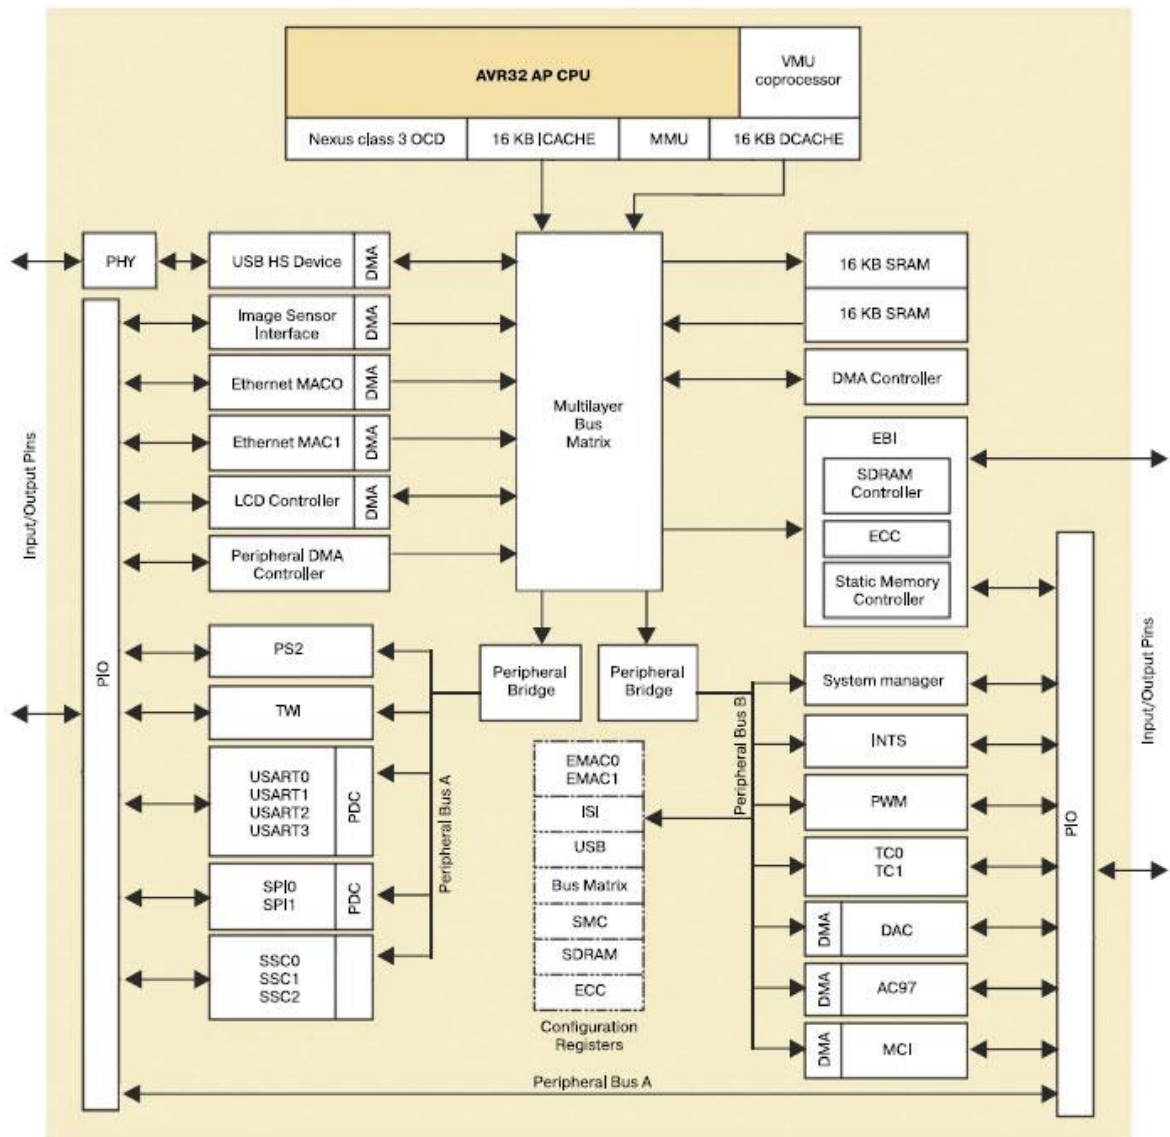 AVR32 AP CPU
VMU
coprocessor
Nexus class 3 OCD
16 KB ICACHE
MMU
16 KB DCACHE
PHY
USB HS Device
DMA
Image Sensor
Interface
DMA
Ethernet MACO
DMA
Ethernet MAC1
DMA
LCD Controller
DMA
Peripheral DMA
Controller
Multilayer
Bus
Matrix
16 KB SRAM
16 KB SRAM
DMA Controller
EBI
SDRAM
Controller
ECC
Static Memory
Controller
Input/Output Pins
PIO
PS2
TWI
USART0
USART1
USART2
USART3
PDC
SPI0
SPI1
PDC
SSC0
SSC1
SSC2
Peripheral Bus A
Peripheral
Bridge
Peripheral
Bridge
Peripheral Bus B
EMAC0
EMAC1
ISI
USB
Bus Matrix
SMC
SDRAM
ECC
Configuration
Registers
System manager
INTS
PWM
TC0
TC1
DMA
DAC
DMA
AC97
DMA
MCI
PIO
Input/Output Pins
Peripheral Bus A